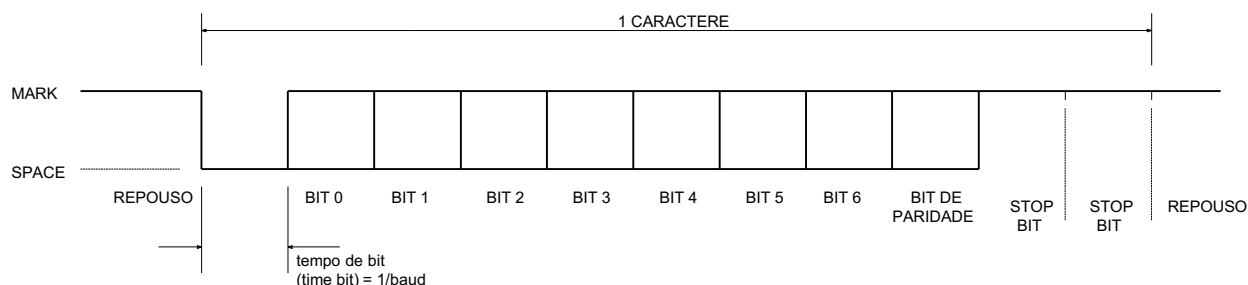 1 CARACTERE
MARK
SPACE
REPOUSO
BIT 0
BIT 1
BIT 2
BIT 3
BIT 4
BIT 5
BIT 6
BIT DE
PARIDADE
STOP
BIT
STOP
BIT
REPOUSO
tempo de bit
(time bit) = 1/baud